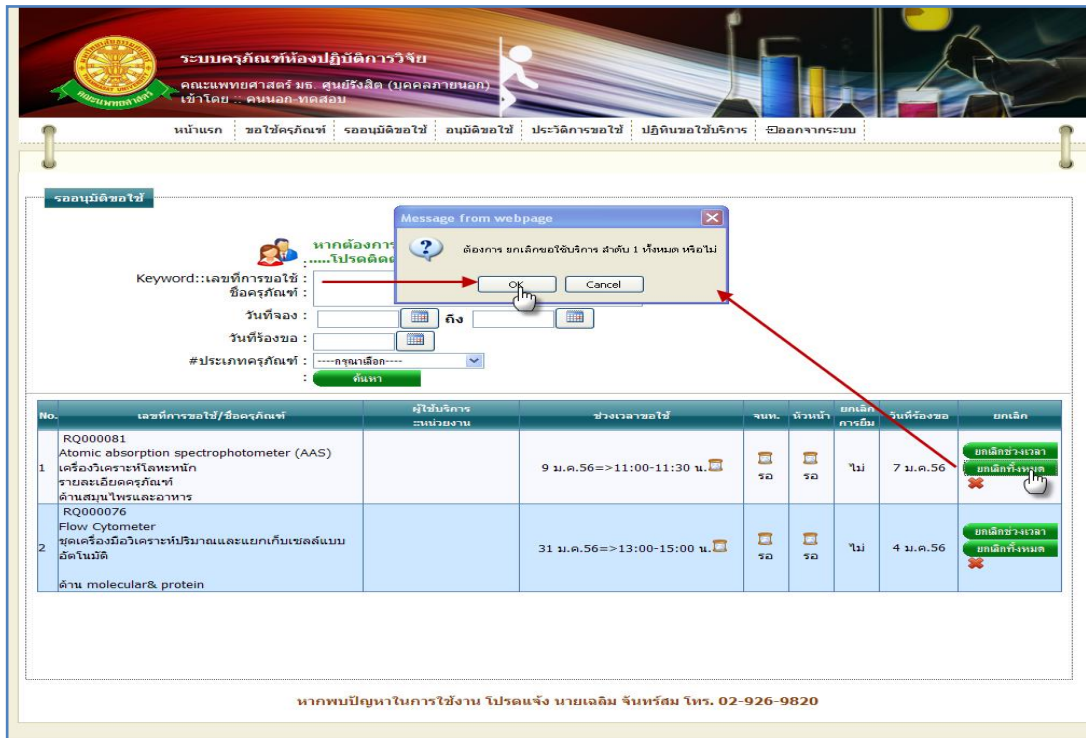 ระบบครุภัณฑ์ห้องปฏิบัติการวิจัย
คณะแพทยศาสตร์ มธ. ศูนย์รังสิต (บุคคลภายนอก)
เข้าโดย :: คนนอก-ทดสอบ
หน้าแรก ขอใช้ครุภัณฑ์ รออนุมัติขอใช้ อนุมัติขอใช้ ประวัติการขอใช้ ปฏิทินขอใช้บริการ ออกจากระบบ
รออนุมัติขอใช้
Message from webpage
ต้องการ ยกเลิกขอใช้บริการ ลำดับ 1 ทั้งหมด หรือไม่
OK Cancel
หากต้องการ
:.....โปรดติดต่
Keyword::เลขที่การขอใช้ :
ชื่อครุภัณฑ์ :
วันที่จอง : ถึง
วันที่ร้องขอ :
#ประเภทครุภัณฑ์ : ----กรุณาเลือก----
: ค้นหา
No. เลขที่การขอใช้/ชื่อครุภัณฑ์ ผู้ใช้บริการ ช่วงเวลาขอใช้ จนท. หัวหน้า ยกเลิก วันที่ร้องขอ ยกเลิก
::หน่วยงาน การยืม
RQ000081
Atomic absorption spectrophotometer (AAS) ยกเลิกช่วงเวลา
1 เครื่องวิเคราะห์โลหะหนัก 9 ม.ค.56=>11:00-11:30 น. รอ รอ ไม่ 7 ม.ค.56 ยกเลิกทั้งหมด
รายละเอียดครุภัณฑ์
ด้านสมุนไพรและอาหาร
RQ000076
Flow Cytometer ยกเลิกช่วงเวลา
2 ชุดเครื่องมือวิเคราะห์ปริมาณและแยกเก็บเซลล์แบบ 31 ม.ค.56=>13:00-15:00 น. รอ รอ ไม่ 4 ม.ค.56 ยกเลิกทั้งหมด
อัตโนมัติ
ด้าน molecular& protein
หากพบปัญหาในการใช้งาน โปรดแจ้ง นายเฉลิม จันทร์สม โทร. 02-926-9820